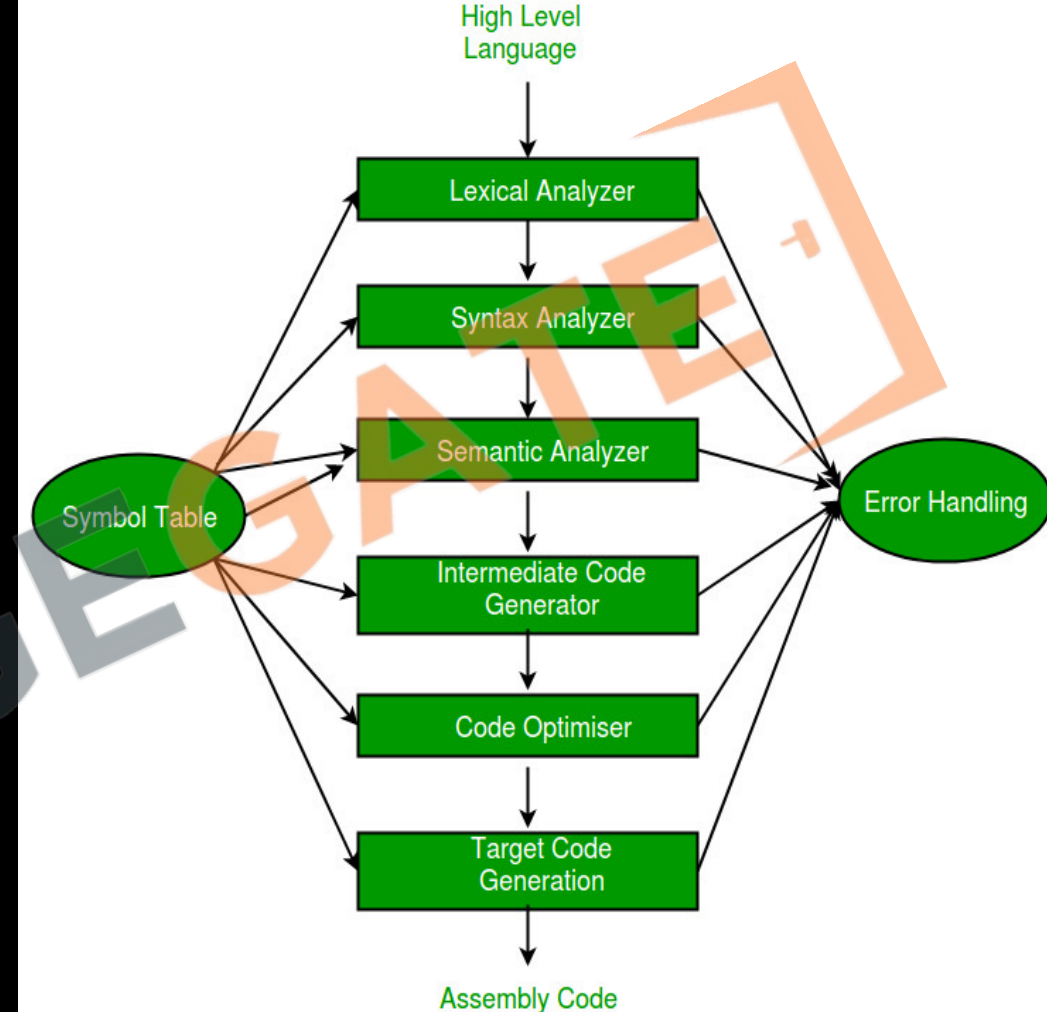 High Level
Language
Lexical Analyzer
Syntax Analyzer
Semantic Analyzer
Symbol Table
Error Handling
Intermediate Code
Generator
Code Optimiser
Target Code
Generation
Assembly Code
EGATE